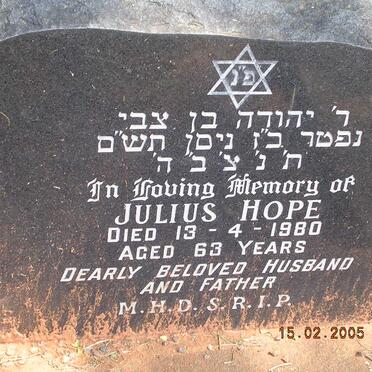 פ"נ
ר' יהודה בן צבי
נפטר כ"ז ניסן תש"ם
ת' נ' צ' ב' ה'
In Loving Memory of
JULIUS HOPE
DIED 13 - 4 - 1980
AGED 63 YEARS
DEARLY BELOVED HUSBAND
AND FATHER
M.H.D.S.R.I.P.
15.02.2005